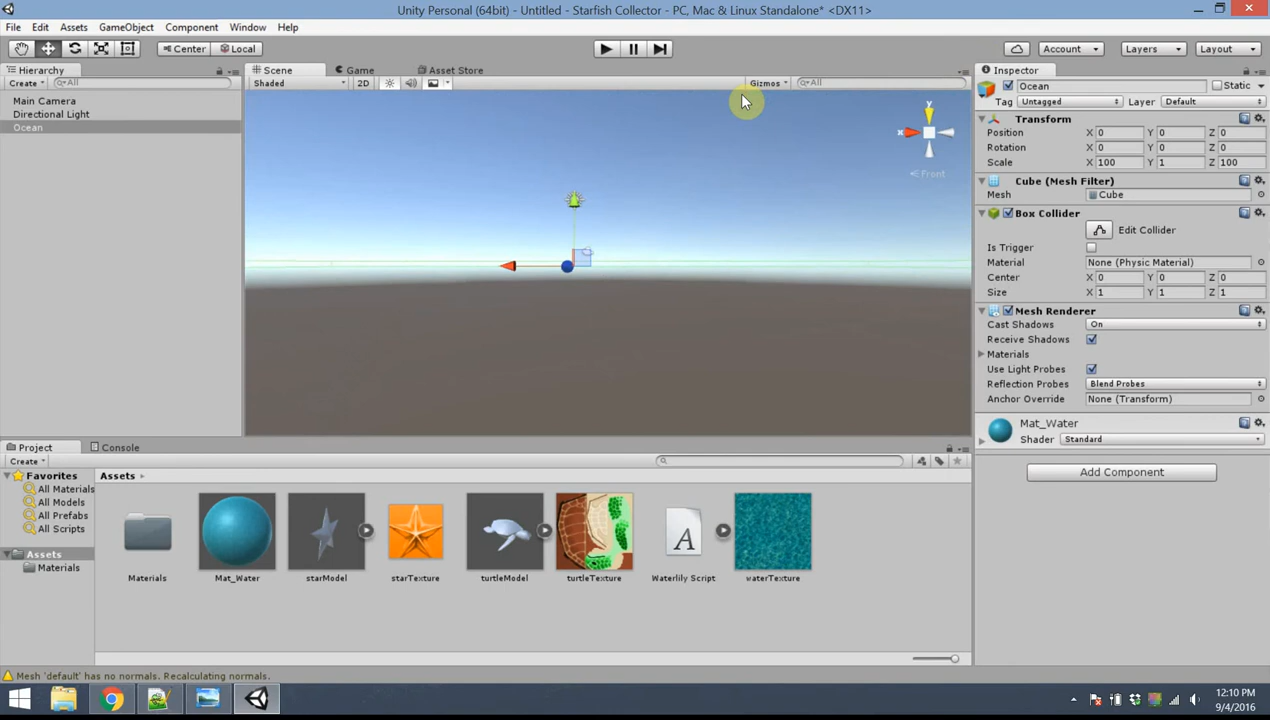 Unity Personal (64bit) - Untitled - Starfish Collector - PC, Mac & Linux Standalone* <DX11>
File Edit Assets GameObject Component Window Help
Center Local Account Layers Layout
Hierarchy Scene Game Asset Store Inspector
Create All Shaded 2D Gizmos All Ocean Static
Main Camera
Directional Light
Ocean
y
x
Front
Tag Untagged Layer Default
Transform
Position X 0 Y 0 Z 0
Rotation X 0 Y 0 Z 0
Scale X 100 Y 1 Z 100
Cube (Mesh Filter)
Mesh Cube
Box Collider
Edit Collider
Is Trigger
Material None (Physic Material)
Center X 0 Y 0 Z 0
Size X 1 Y 1 Z 1
Mesh Renderer
Cast Shadows On
Receive Shadows
Materials
Use Light Probes
Reflection Probes Blend Probes
Anchor Override None (Transform)
Mat_Water
Shader Standard
Add Component
Project Console
Create
Favorites
All Materials
All Models
All Prefabs
All Scripts
Assets
Materials
Assets
A
Materials Mat_Water starModel starTexture turtleModel turtleTexture Waterlily Script waterTexture
Mesh 'default' has no normals. Recalculating normals.
12:10 PM
9/4/2016